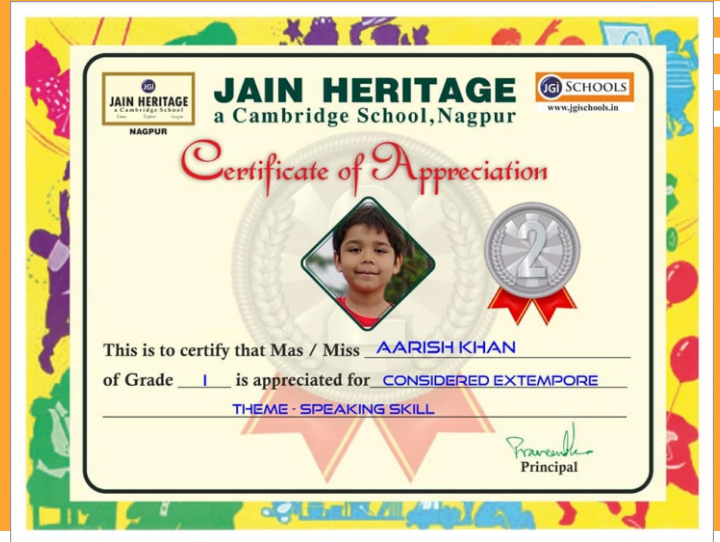 JGi
JAIN HERITAGE
a Cambridge School
NAGPUR
JAIN HERITAGE
a Cambridge School,Nagpur
JGi SCHOOLS
www.jgischools.in
Certificate of Appreciation
2
This is to certify that Mas / Miss AARISH KHAN
of Grade I is appreciated for CONSIDERED EXTEMPORE
THEME - SPEAKING SKILL
Principal